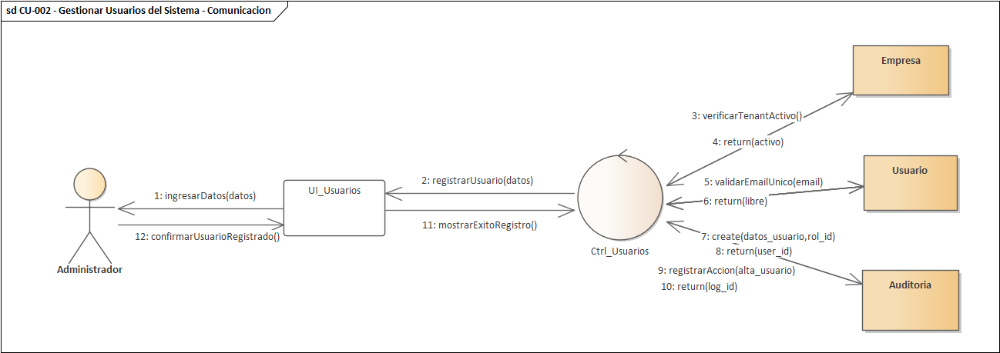 sd CU-002 - Gestionar Usuarios del Sistema - Comunicacion
Empresa
3: verificarTenantActivo()
4: return(activo)
Usuario
5: validarEmailUnico(email)
6: return(libre)
2: registrarUsuario(datos)
UI_Usuarios
1: ingresarDatos(datos)
11: mostrarExitoRegistro()
12: confirmarUsuarioRegistrado()
7: create(datos_usuario,rol_id)
Ctrl_Usuarios
8: return(user_id)
Administrador
9: registrarAccion(alta_usuario)
10: return(log_id)
Auditoria